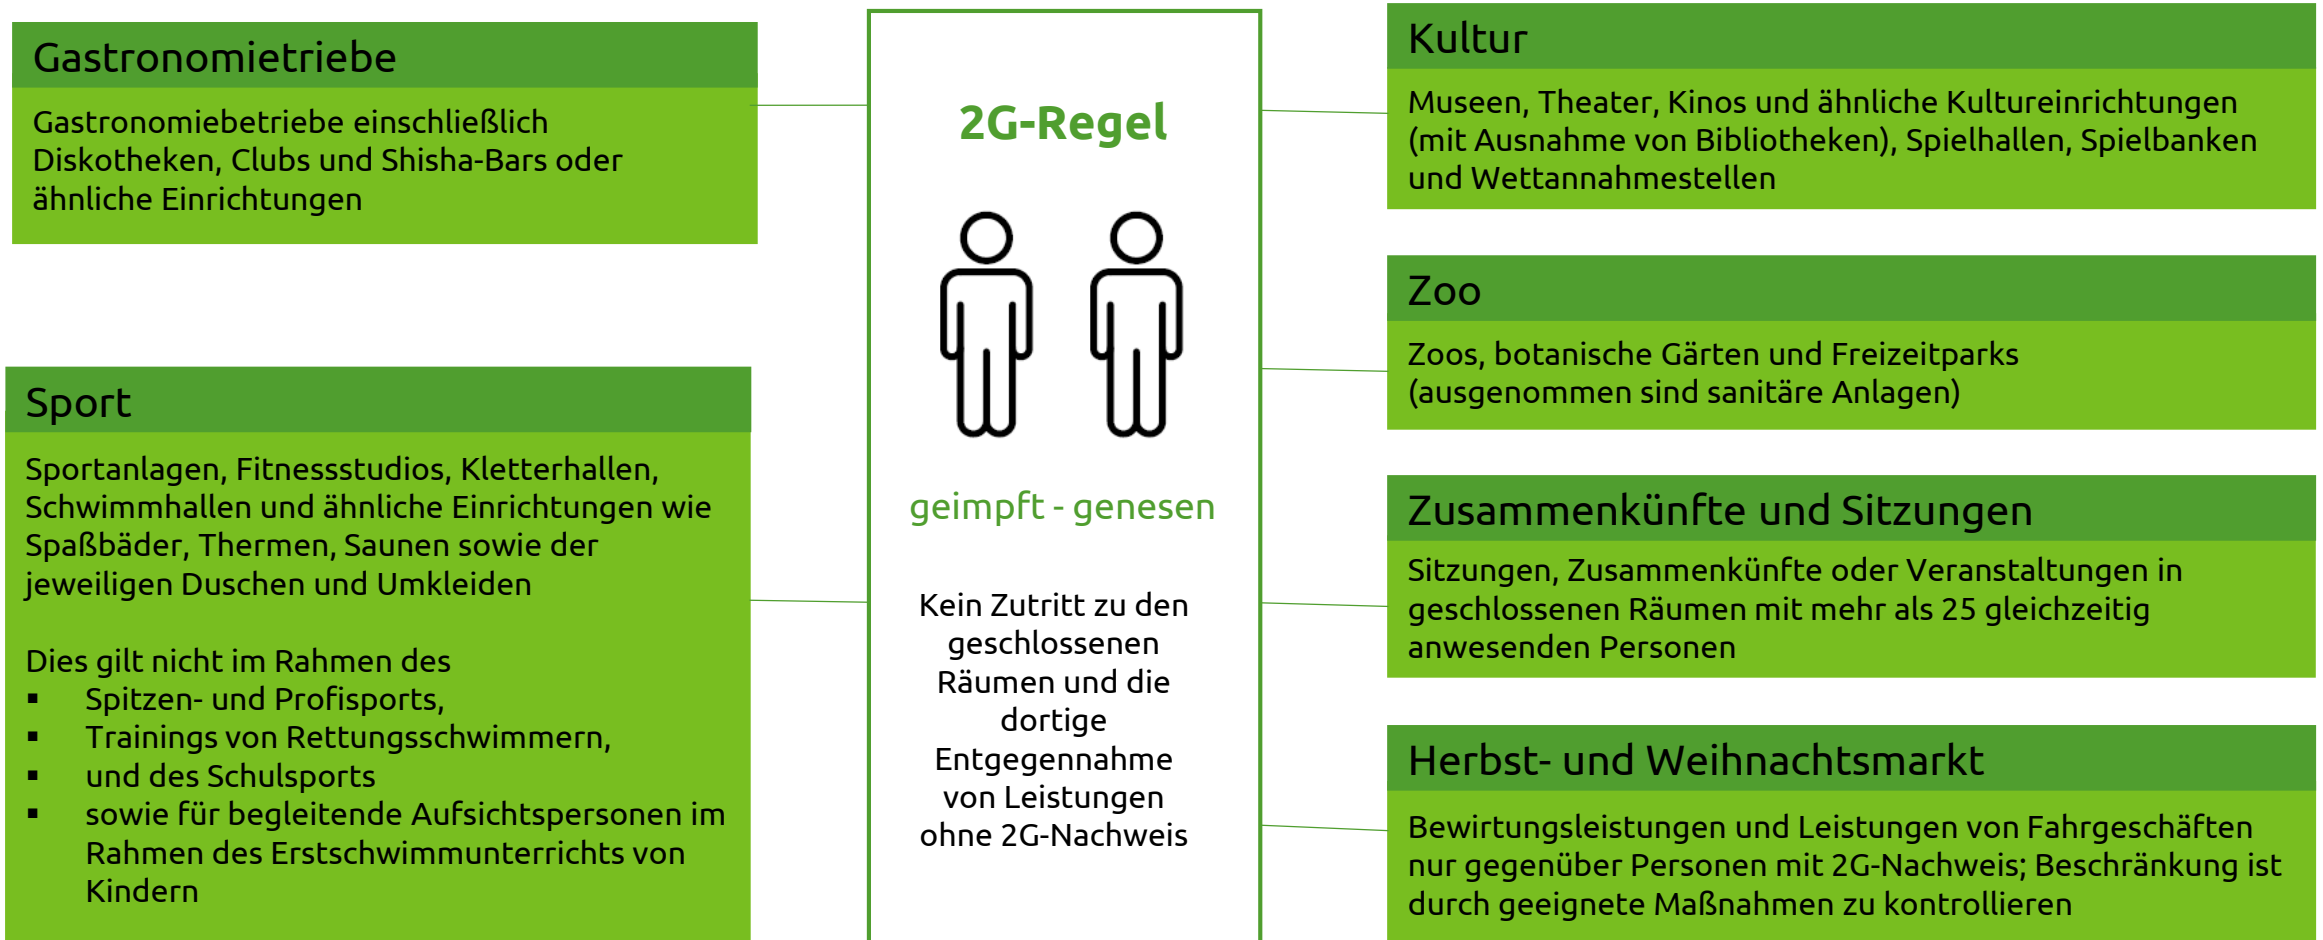 Gastronomietriebe
Gastronomiebetriebe einschließlich
Diskotheken, Clubs und Shisha-Bars oder
ähnliche Einrichtungen
Sport
Sportanlagen, Fitnessstudios, Kletterhallen,
Schwimmhallen und ähnliche Einrichtungen wie
Spaßbäder, Thermen, Saunen sowie der
jeweiligen Duschen und Umkleiden
Dies gilt nicht im Rahmen des
▪ Spitzen- und Profisports,
▪ Trainings von Rettungsschwimmern,
▪ und des Schulsports
▪ sowie für begleitende Aufsichtspersonen im
Rahmen des Erstschwimmunterrichts von
Kindern
2G-Regel
geimpft - genesen
Kein Zutritt zu den
geschlossenen
Räumen und die
dortige
Entgegennahme
von Leistungen
ohne 2G-Nachweis
Kultur
Museen, Theater, Kinos und ähnliche Kultureinrichtungen
(mit Ausnahme von Bibliotheken), Spielhallen, Spielbanken
und Wettannahmestellen
Zoo
Zoos, botanische Gärten und Freizeitparks
(ausgenommen sind sanitäre Anlagen)
Zusammenkünfte und Sitzungen
Sitzungen, Zusammenkünfte oder Veranstaltungen in
geschlossenen Räumen mit mehr als 25 gleichzeitig
anwesenden Personen
Herbst- und Weihnachtsmarkt
Bewirtungsleistungen und Leistungen von Fahrgeschäften
nur gegenüber Personen mit 2G-Nachweis; Beschränkung ist
durch geeignete Maßnahmen zu kontrollieren